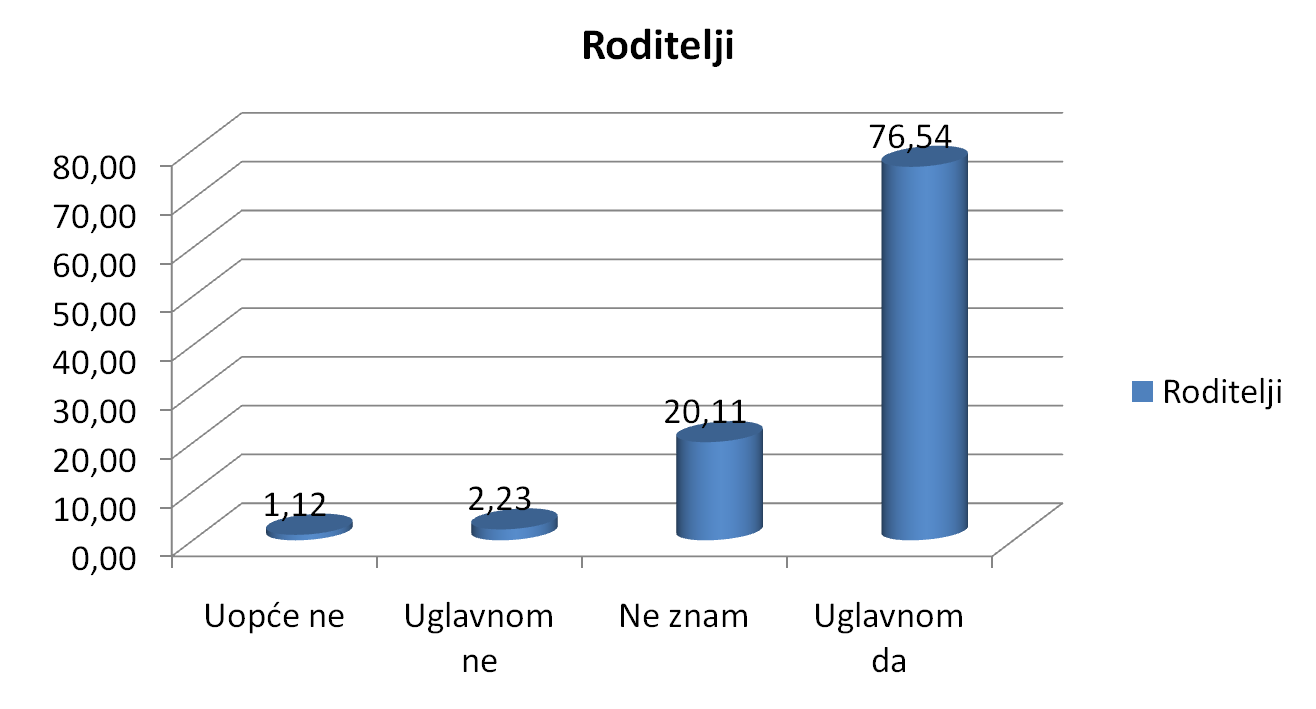 Roditelji
80,00
70,00
60,00
50,00
40,00
30,00
20,00
10,00
0,00
1,12
2,23
20,11
76,54
Uopće ne
Uglavnom
ne
Ne znam
Uglavnom
da
Roditelji